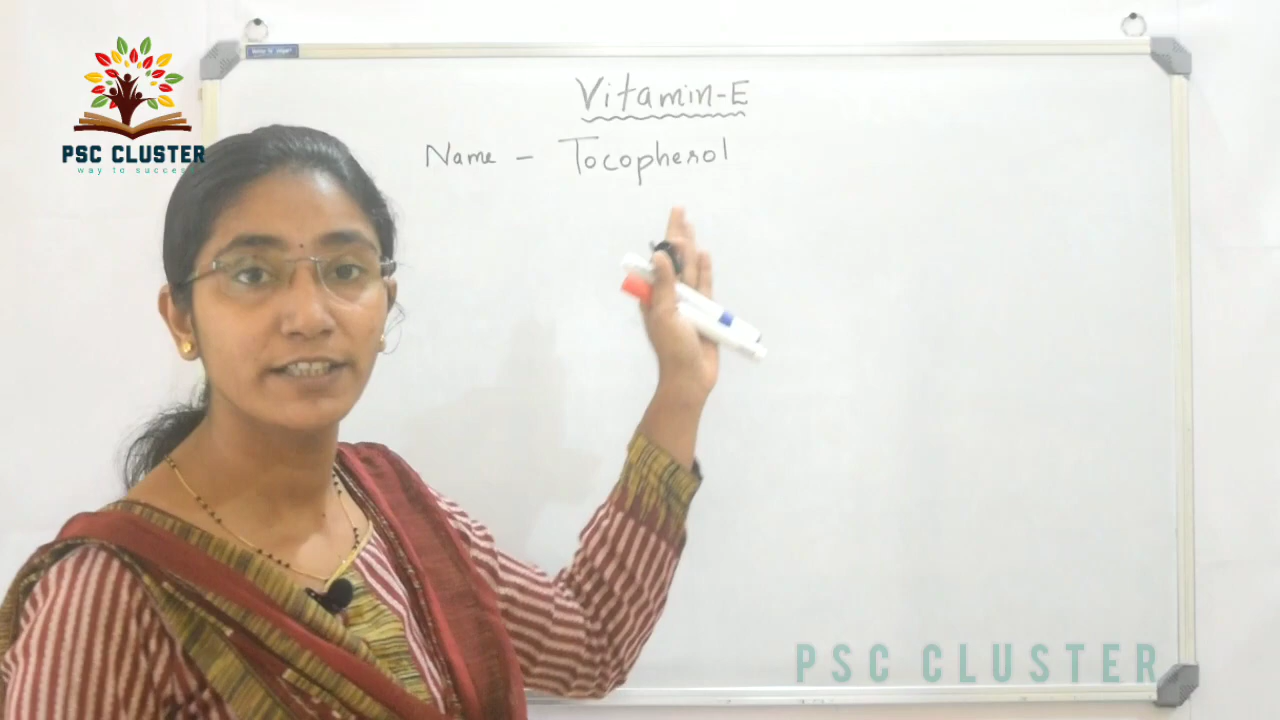 PSC CLUSTER
way to success
Vitamin-E
Name - Tocopherol
PSC CLUSTER